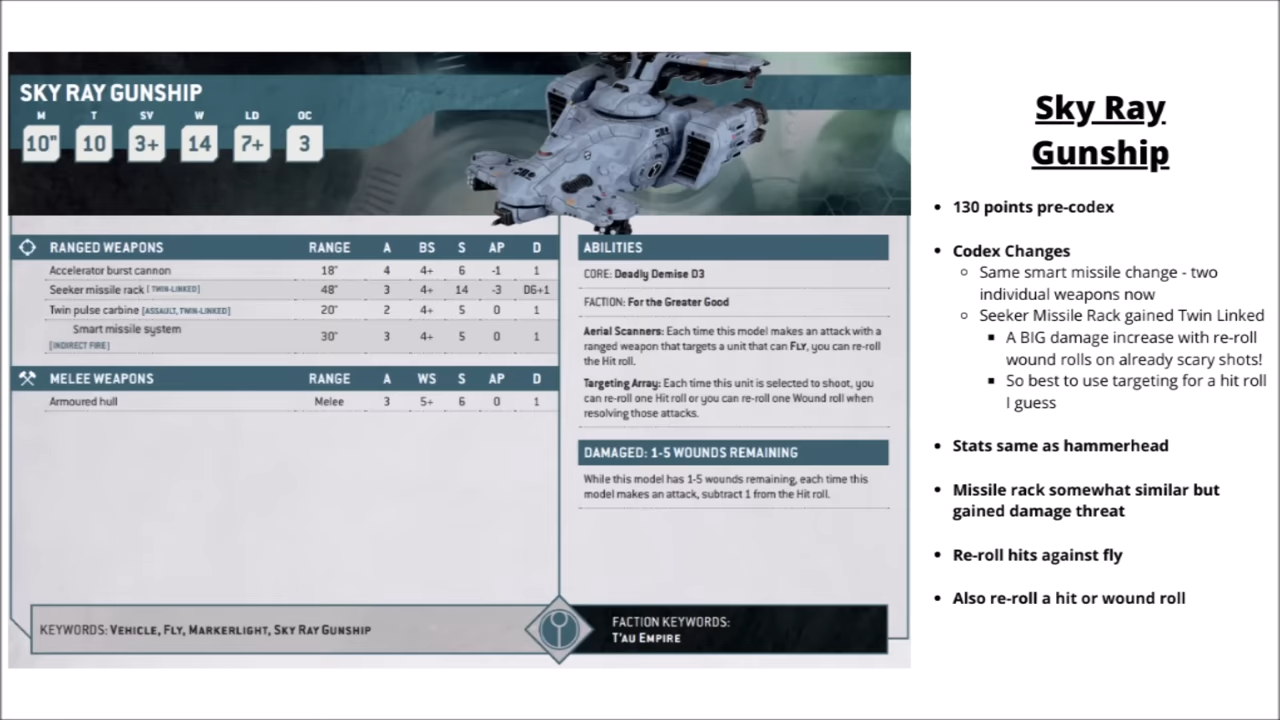 SKY RAY GUNSHIP
M T SV W LD OC
10" 10 3+ 14 7+ 3
RANGED WEAPONS RANGE A BS S AP D
Accelerator burst cannon 18" 4 4+ 6 -1 1
Seeker missile rack [TWIN-LINKED] 48" 3 4+ 14 -3 D6+1
Twin pulse carbine [ASSAULT, TWIN-LINKED] 20" 2 4+ 5 0 1
Smart missile system
[INDIRECT FIRE] 30" 3 4+ 5 0 1
MELEE WEAPONS RANGE A WS S AP D
Armoured hull Melee 3 5+ 6 0 1
ABILITIES
CORE: Deadly Demise D3
FACTION: For the Greater Good
Aerial Scanners: Each time this model makes an attack with a
ranged weapon that targets a unit that can FLY, you can re-roll
the Hit roll.
Targeting Array: Each time this unit is selected to shoot, you
can re-roll one Hit roll or you can re-roll one Wound roll when
resolving those attacks.
DAMAGED: 1-5 WOUNDS REMAINING
While this model has 1-5 wounds remaining, each time this
model makes an attack, subtract 1 from the Hit roll.
KEYWORDS: VEHICLE, FLY, MARKERLIGHT, SKY RAY GUNSHIP
FACTION KEYWORDS:
T'AU EMPIRE
Sky Ray
Gunship
• 130 points pre-codex
• Codex Changes
○ Same smart missile change - two
individual weapons now
○ Seeker Missile Rack gained Twin Linked
▪ A BIG damage increase with re-roll
wound rolls on already scary shots!
▪ So best to use targeting for a hit roll
I guess
• Stats same as hammerhead
• Missile rack somewhat similar but
gained damage threat
• Re-roll hits against fly
• Also re-roll a hit or wound roll